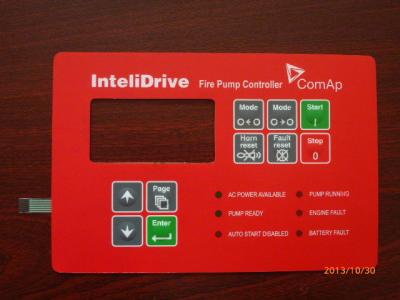 InteliDrive Fire Pump Controller ComAp
Mode Mode Start
I
Horn reset Fault reset Stop
0
Page
Enter
AC POWER AVAILABLE PUMP RUNNING
PUMP READY ENGINE FAULT
AUTO START DISABLED BATTERY FAULT
2013/10/30